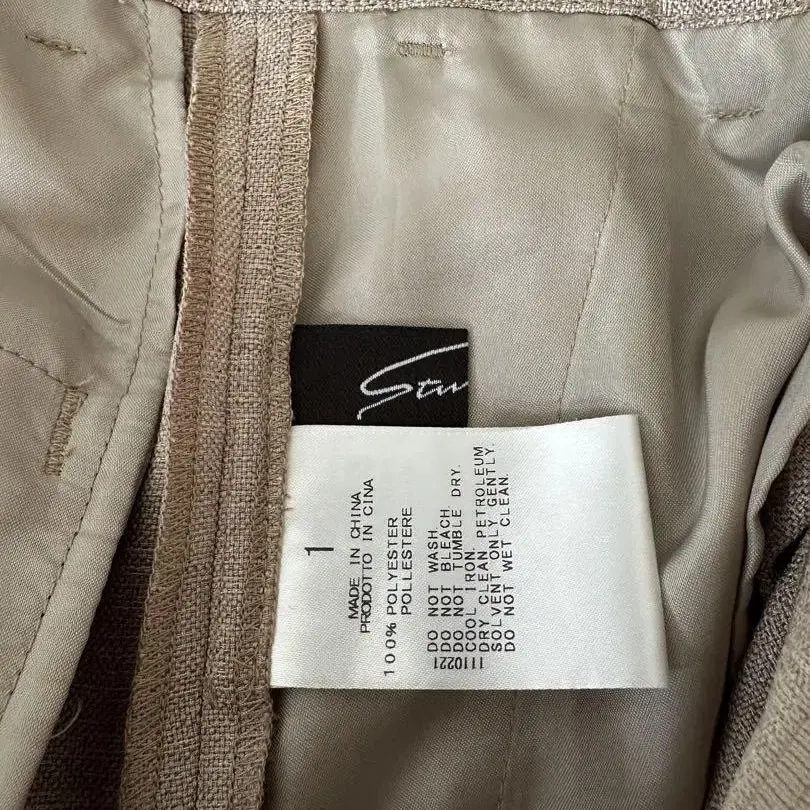 1
MADE IN CHINA
PRODOTTO IN CINA
100% POLYESTER
POLLESTERE
DO NOT WASH
DO NOT BLEACH.
DO NOT TUMBLE DRY.
COOL IRON.
DRY CLEAN PETROLEUM
SOLVENT ONLY GENTLY.
DO NOT WET CLEAN.
1110221